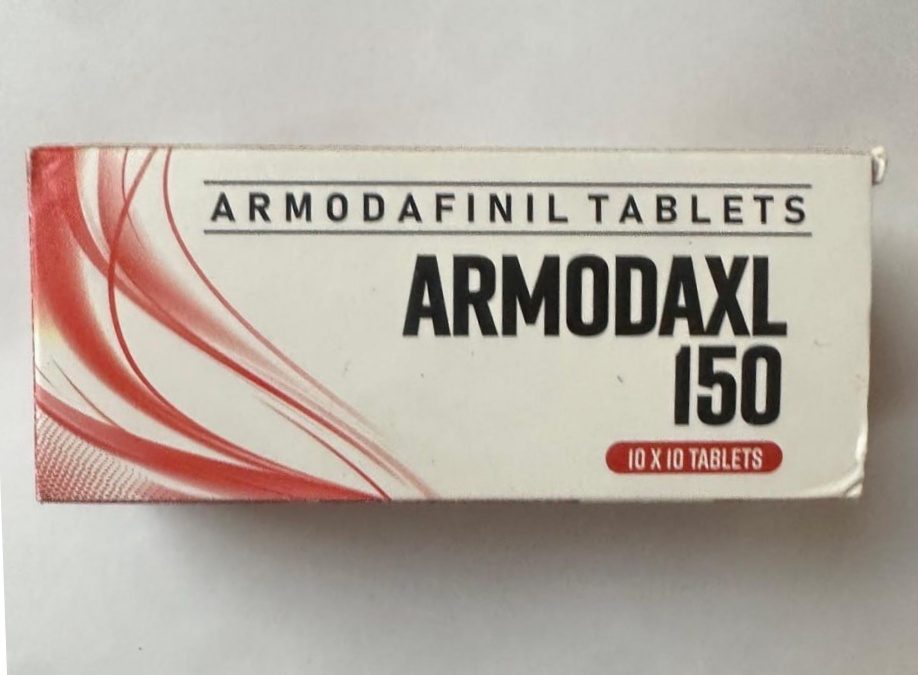 ARMODAFINIL TABLETS
ARMODAXL
150
10 X 10 TABLETS